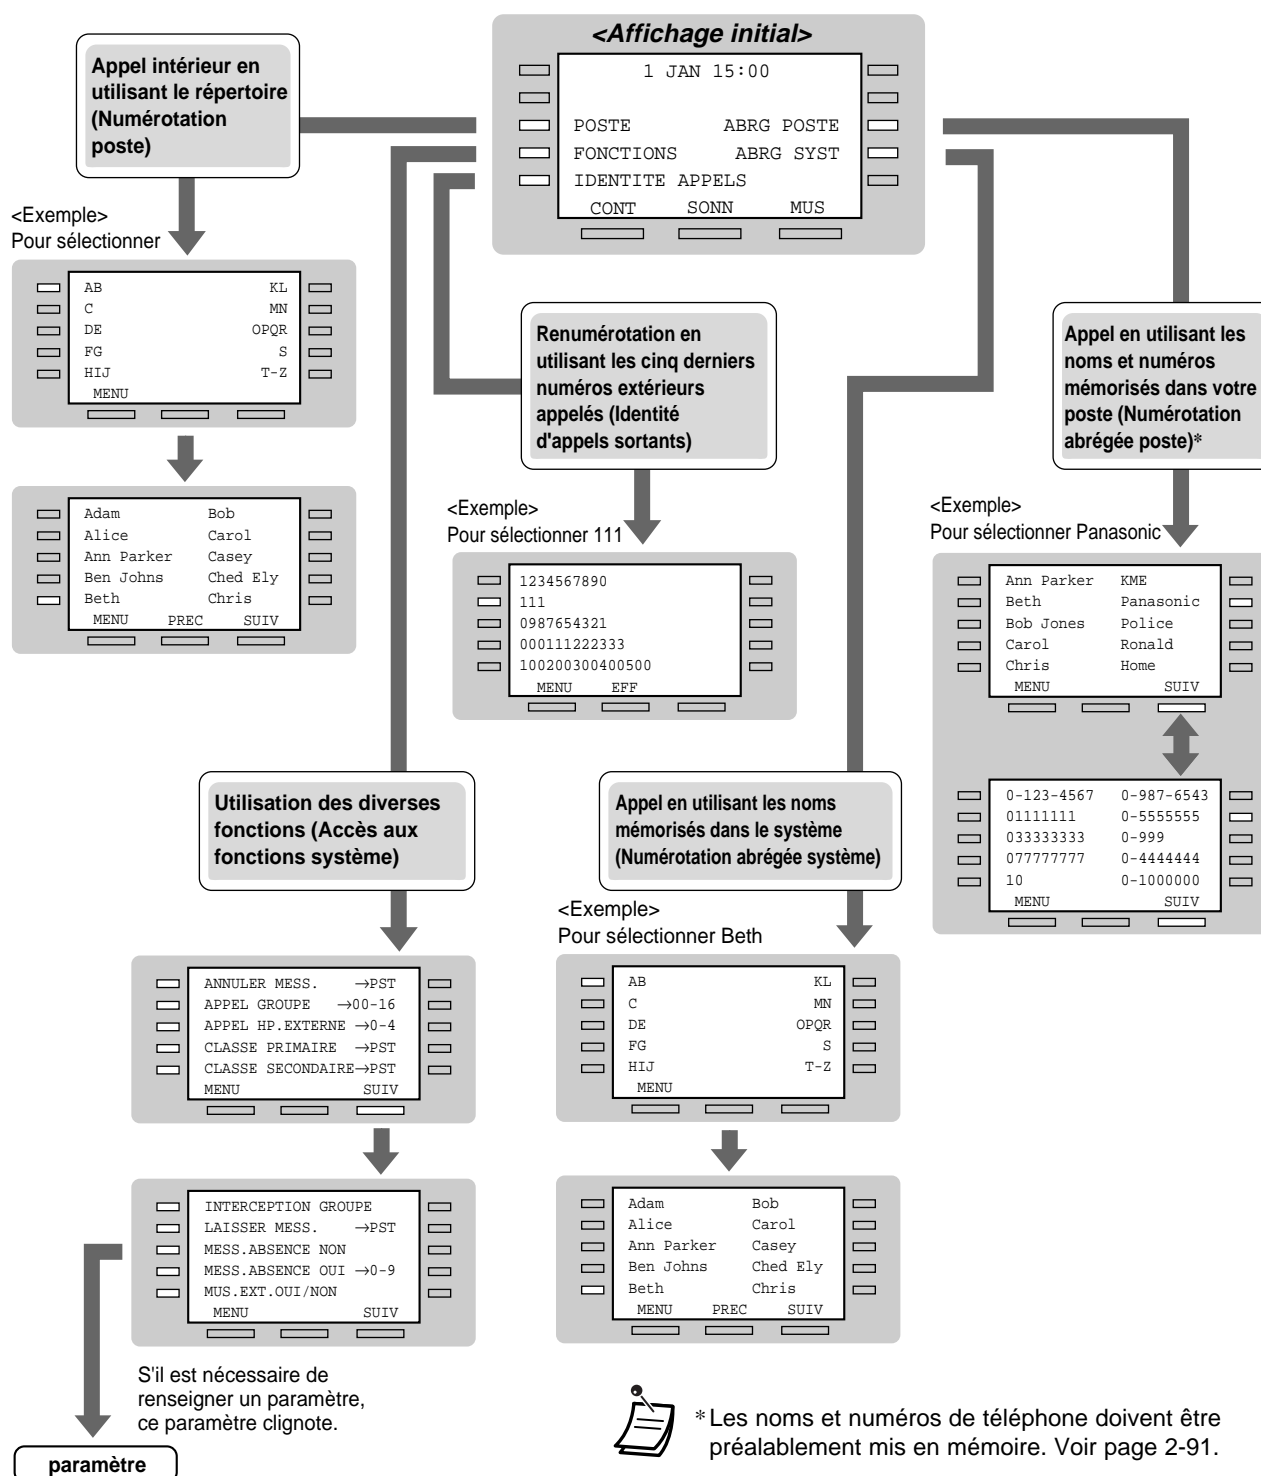 <Affichage initial>
1 JAN 15:00
POSTE ABRG POSTE
FONCTIONS ABRG SYST
IDENTITE APPELS
CONT SONN MUS
Appel intérieur en
utilisant le répertoire
(Numérotation
poste)
<Exemple>
Pour sélectionner
AB KL
C MN
DE OPQR
FG S
HIJ T-Z
MENU
Adam Bob
Alice Carol
Ann Parker Casey
Ben Johns Ched Ely
Beth Chris
MENU PREC SUIV
Renumérotation en
utilisant les cinq derniers
numéros extérieurs
appelés (Identité
d'appels sortants)
<Exemple>
Pour sélectionner 111
1234567890
111
0987654321
000111222333
100200300400500
MENU EFF
Appel en utilisant les
noms et numéros
mémorisés dans votre
poste (Numérotation
abrégée poste)*
<Exemple>
Pour sélectionner Panasonic
Ann Parker KME
Beth Panasonic
Bob Jones Police
Carol Ronald
Chris Home
MENU SUIV
0-123-4567 0-987-6543
01111111 0-5555555
033333333 0-999
077777777 0-4444444
10 0-1000000
MENU SUIV
Utilisation des diverses
fonctions (Accès aux
fonctions système)
ANNULER MESS. →PST
APPEL GROUPE →00-16
APPEL HP.EXTERNE →0-4
CLASSE PRIMAIRE →PST
CLASSE SECONDAIRE→PST
MENU SUIV
INTERCEPTION GROUPE
LAISSER MESS. →PST
MESS.ABSENCE NON
MESS.ABSENCE OUI →0-9
MUS.EXT.OUI/NON
MENU SUIV
S'il est nécessaire de
renseigner un paramètre,
ce paramètre clignote.
paramètre
Appel en utilisant les noms
mémorisés dans le système
(Numérotation abrégée système)
<Exemple>
Pour sélectionner Beth
AB KL
C MN
DE OPQR
FG S
HIJ T-Z
MENU
Adam Bob
Alice Carol
Ann Parker Casey
Ben Johns Ched Ely
Beth Chris
MENU PREC SUIV
* Les noms et numéros de téléphone doivent être
préalablement mis en mémoire. Voir page 2-91.